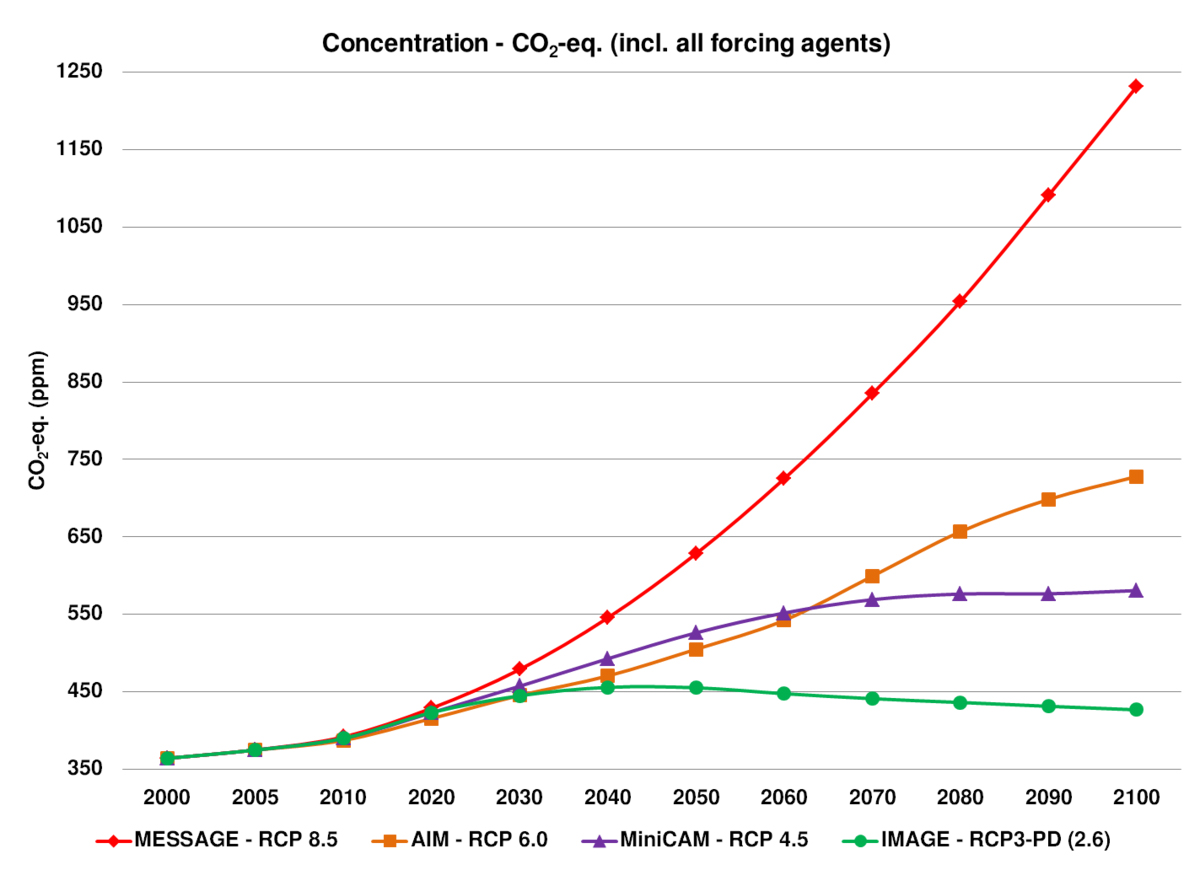 Concentration - CO₂-eq. (incl. all forcing agents)
CO₂-eq. (ppm)
1250
1150
1050
950
850
750
650
550
450
350
2000 2005 2010 2020 2030 2040 2050 2060 2070 2080 2090 2100
MESSAGE - RCP 8.5 AIM - RCP 6.0 MiniCAM - RCP 4.5 IMAGE - RCP3-PD (2.6)